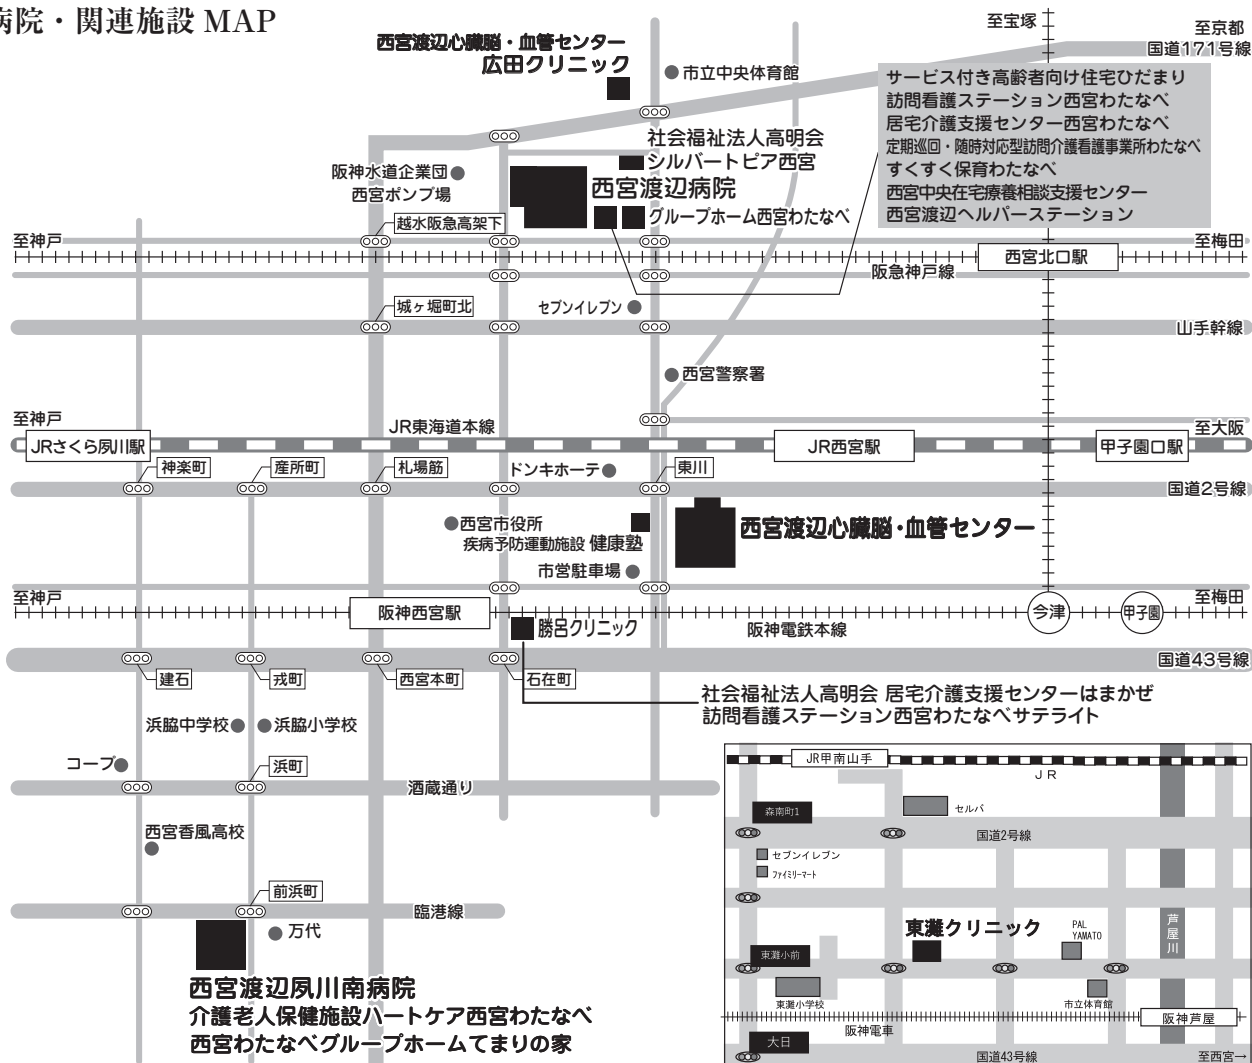 病院・関連施設 MAP
至宝塚
至京都
国道171号線
西宮渡辺心臓脳・血管センター
広田クリニック
市立中央体育館
サービス付き高齢者向け住宅ひだまり
訪問看護ステーション西宮わたなべ
居宅介護支援センター西宮わたなべ
定期巡回・随時対応型訪問介護看護事業所わたなべ
すくすく保育わたなべ
西宮中央在宅療養相談支援センター
西宮渡辺ヘルパーステーション
社会福祉法人高明会
シルバートピア西宮
阪神水道企業団
西宮ポンプ場
西宮渡辺病院
グループホーム西宮わたなべ
越水阪急高架下
至神戸
至梅田
西宮北口駅
阪急神戸線
城ヶ堀町北
セブンイレブン
山手幹線
西宮警察署
至神戸
JR東海道本線
至大阪
JRさくら夙川駅
JR西宮駅
甲子園口駅
神楽町
産所町
札場筋
ドンキホーテ
東川
国道2号線
西宮市役所
疾病予防運動施設 健康塾
西宮渡辺心臓脳・血管センター
市営駐車場
至神戸
至梅田
阪神西宮駅
勝呂クリニック
阪神電鉄本線
今津
甲子園
国道43号線
建石
戎町
西宮本町
石在町
社会福祉法人高明会 居宅介護支援センターはまかぜ
訪問看護ステーション西宮わたなべサテライト
浜脇中学校
浜脇小学校
コープ
浜町
酒蔵通り
西宮香風高校
前浜町
臨港線
万代
西宮渡辺夙川南病院
介護老人保健施設ハートケア西宮わたなべ
西宮わたなべグループホームてまりの家
JR甲南山手
JR
森南町1
セルバ
国道2号線
セブンイレブン
ファイミリーマート
東灘クリニック
PAL
YAMATO
芦屋川
東灘小前
東灘小学校
市立体育館
阪神電車
阪神芦屋
大日
国道43号線
至西宮→